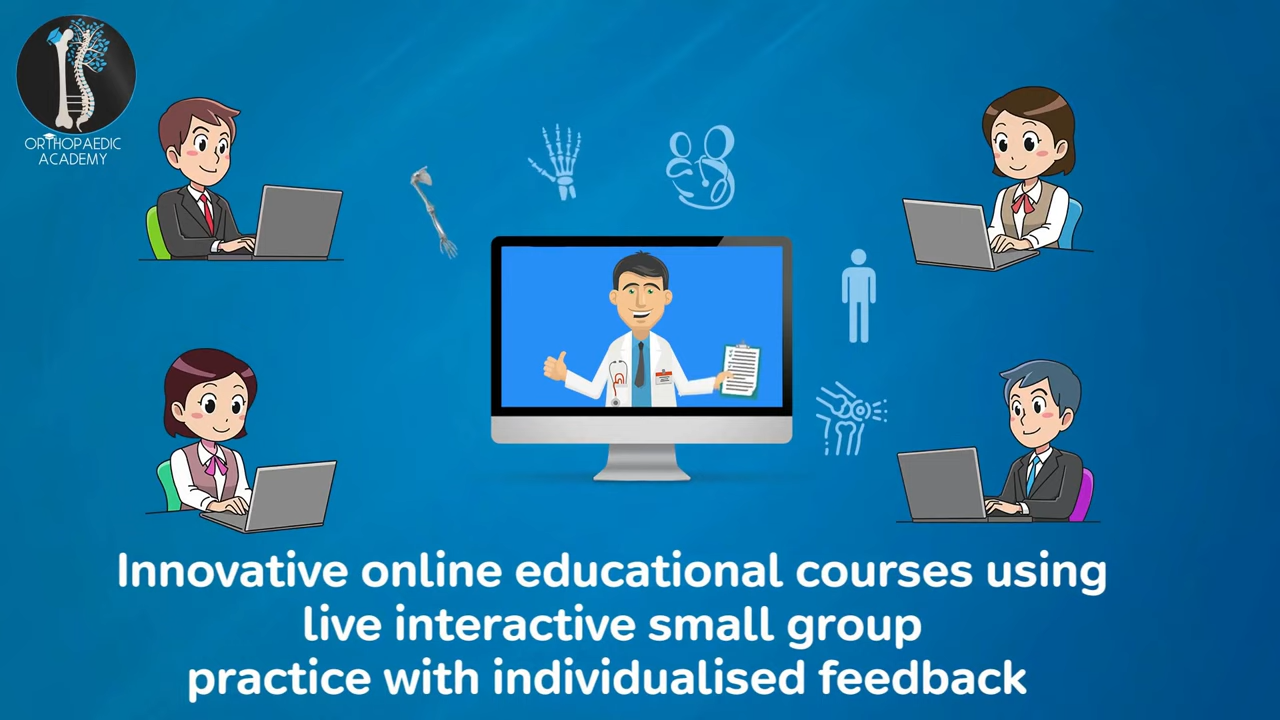 ORTHOPAEDIC
ACADEMY
Innovative online educational courses using
live interactive small group
practice with individualised feedback